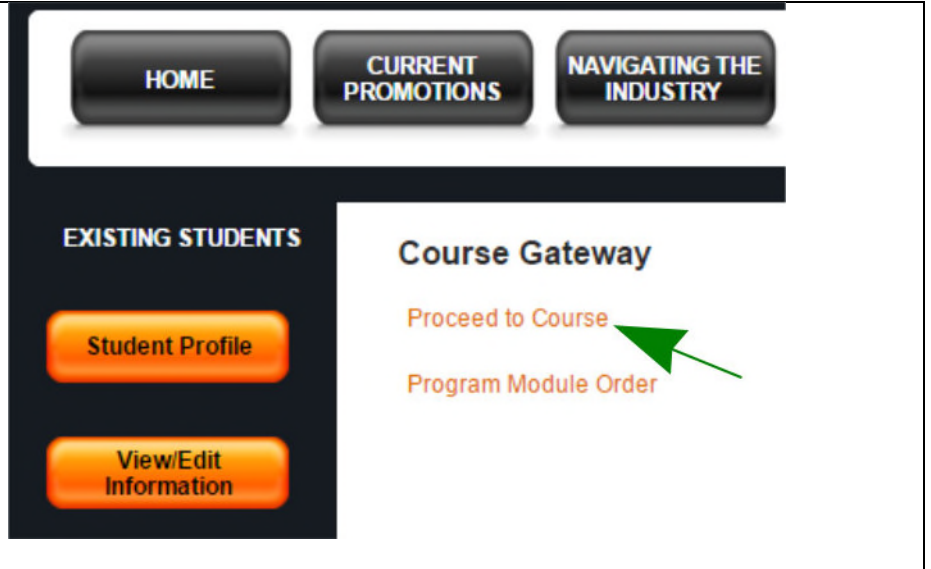 HOME
CURRENT
PROMOTIONS
NAVIGATING THE
INDUSTRY
EXISTING STUDENTS
Student Profile
View/Edit
Information
Course Gateway
Proceed to Course
Program Module Order